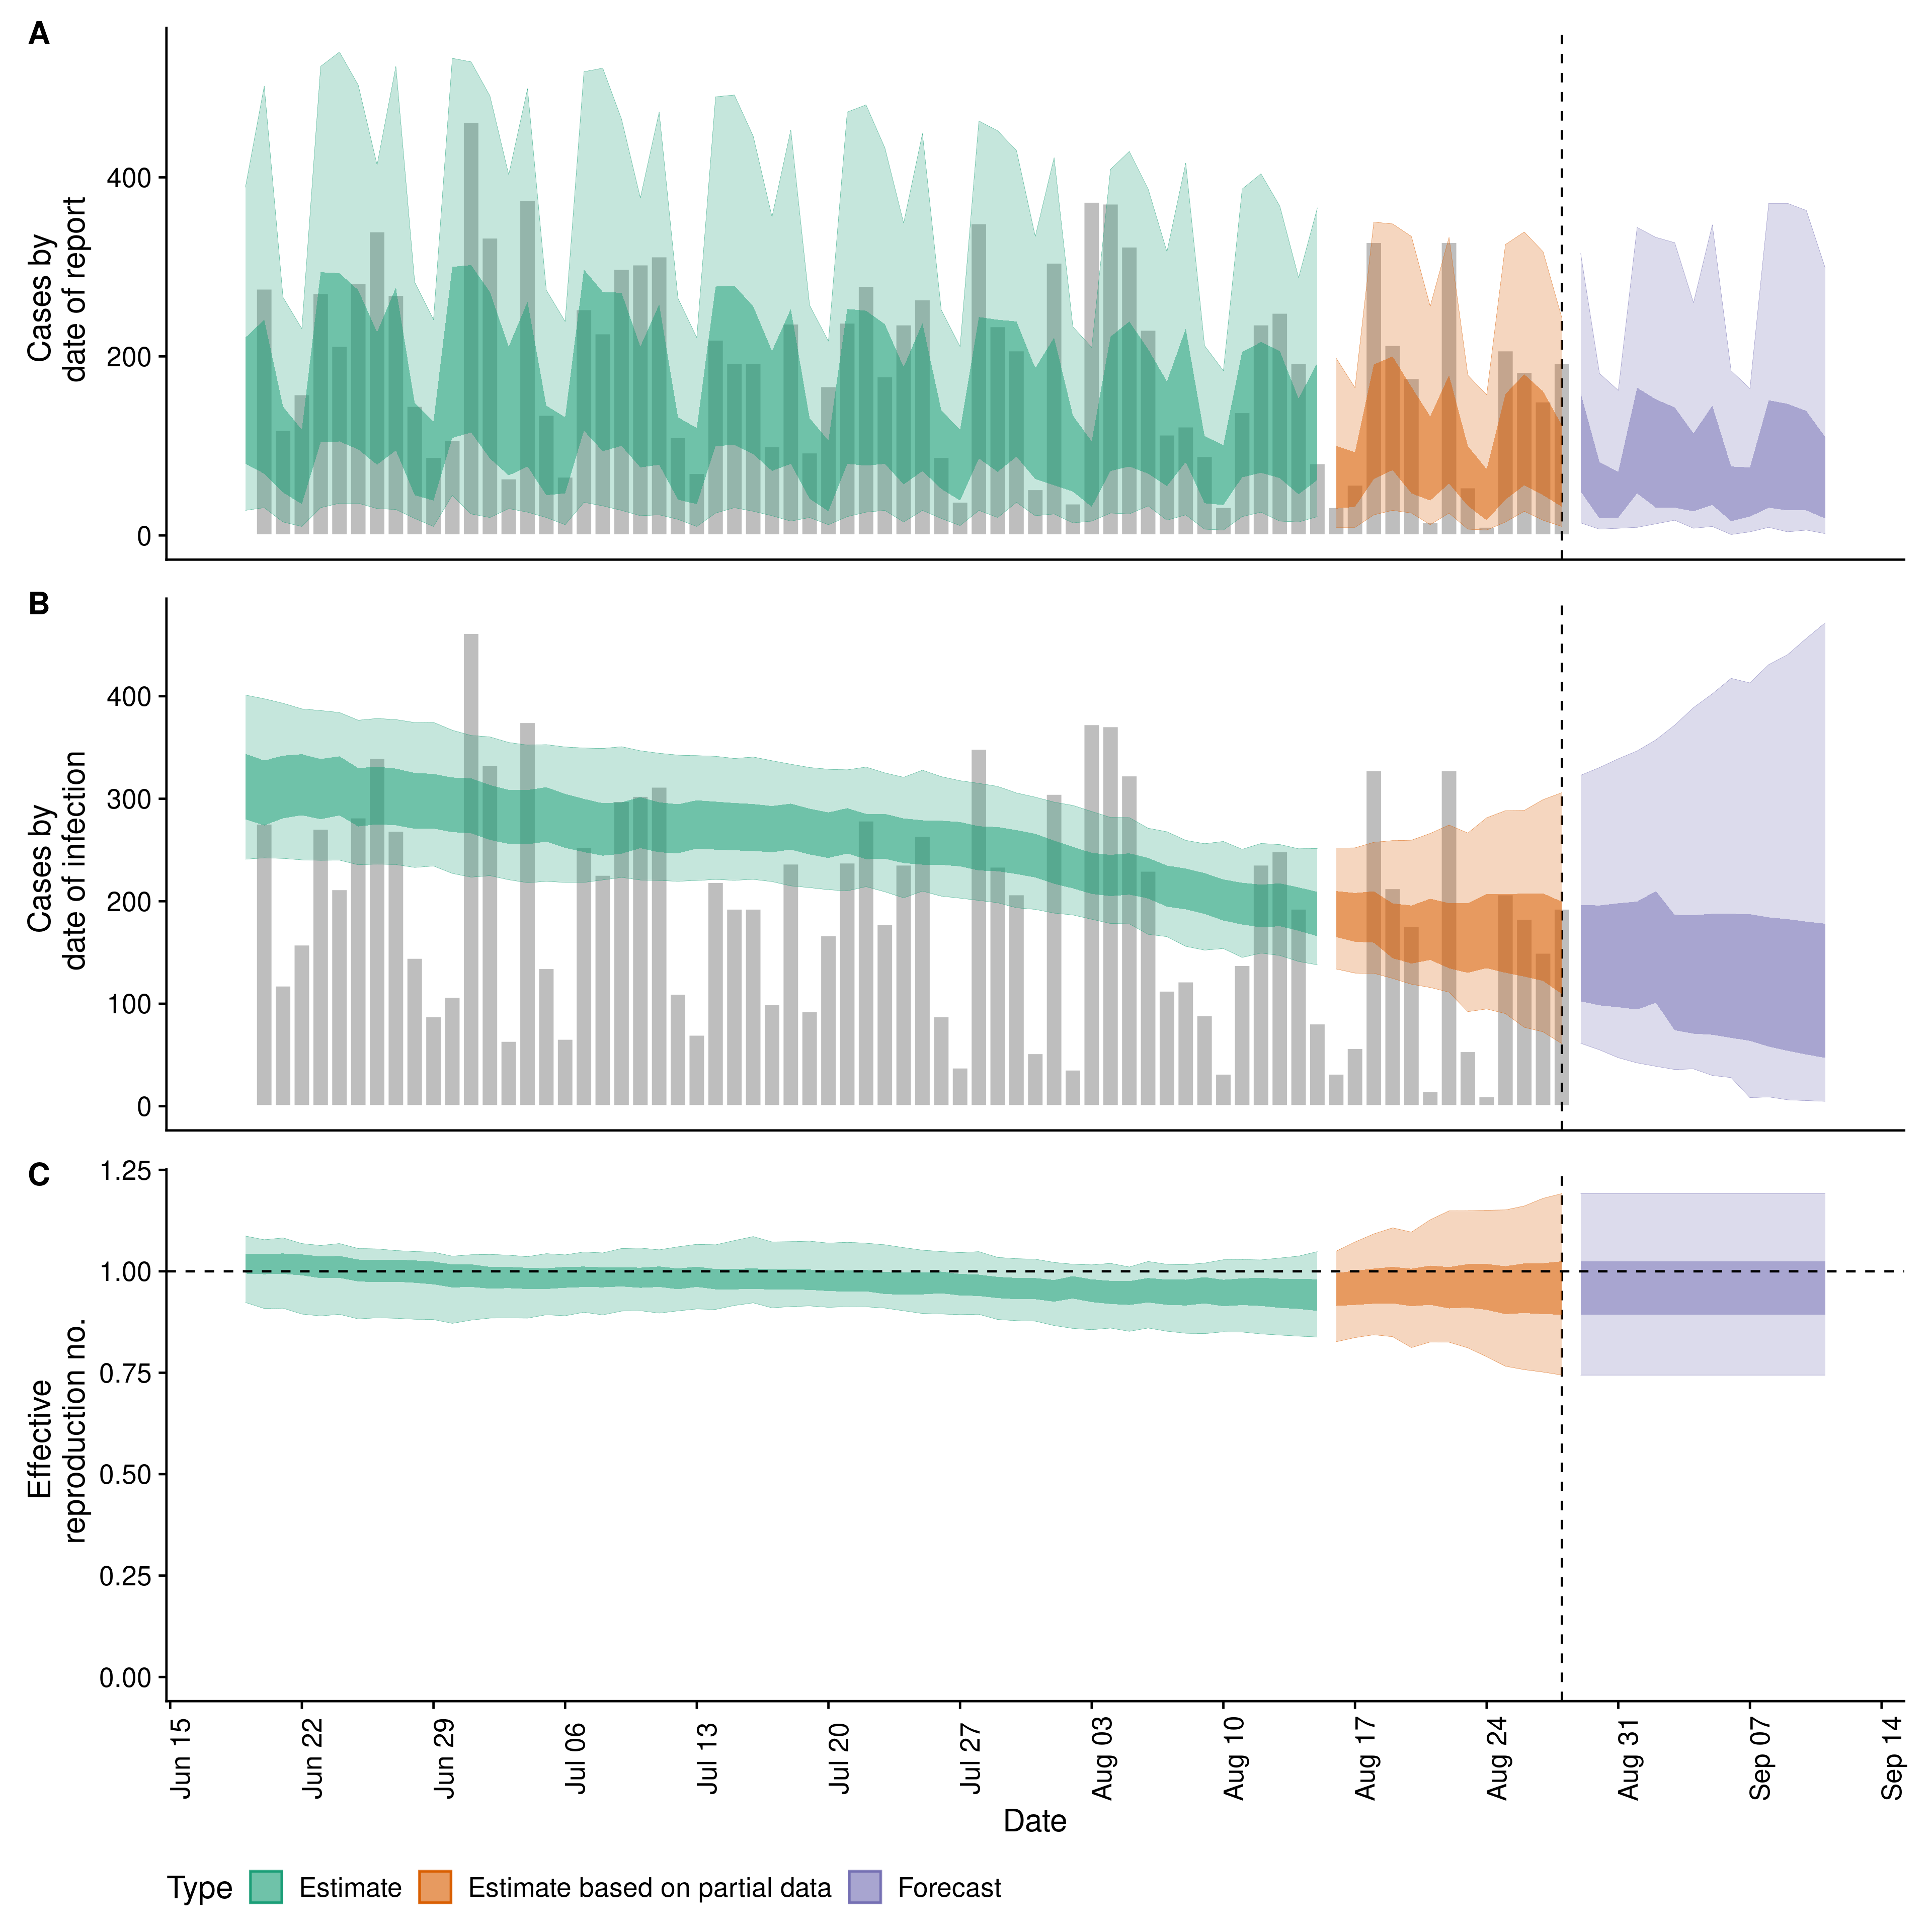 A
Cases by
date of report
400
200
0
B
Cases by
date of infection
400
300
200
100
0
C
Effective
reproduction no.
1.25
1.00
0.75
0.50
0.25
0.00
Jun 15
Jun 22
Jun 29
Jul 06
Jul 13
Jul 20
Jul 27
Aug 03
Aug 10
Aug 17
Aug 24
Aug 31
Sep 07
Sep 14
Date
Type Estimate Estimate based on partial data Forecast